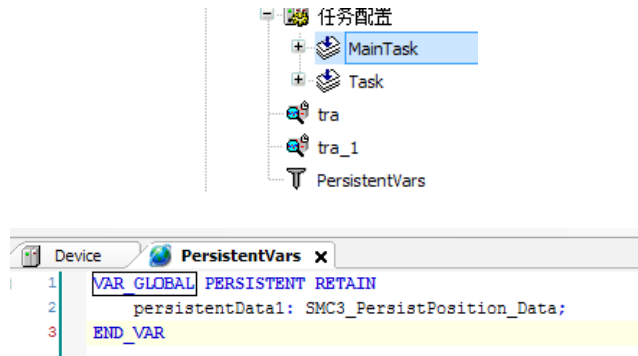 任务配置
MainTask
Task
tra
tra_1
PersistentVars
Device PersistentVars x
1 VAR_GLOBAL PERSISTENT RETAIN
2 persistentData1: SMC3_PersistPosition_Data;
3 END_VAR